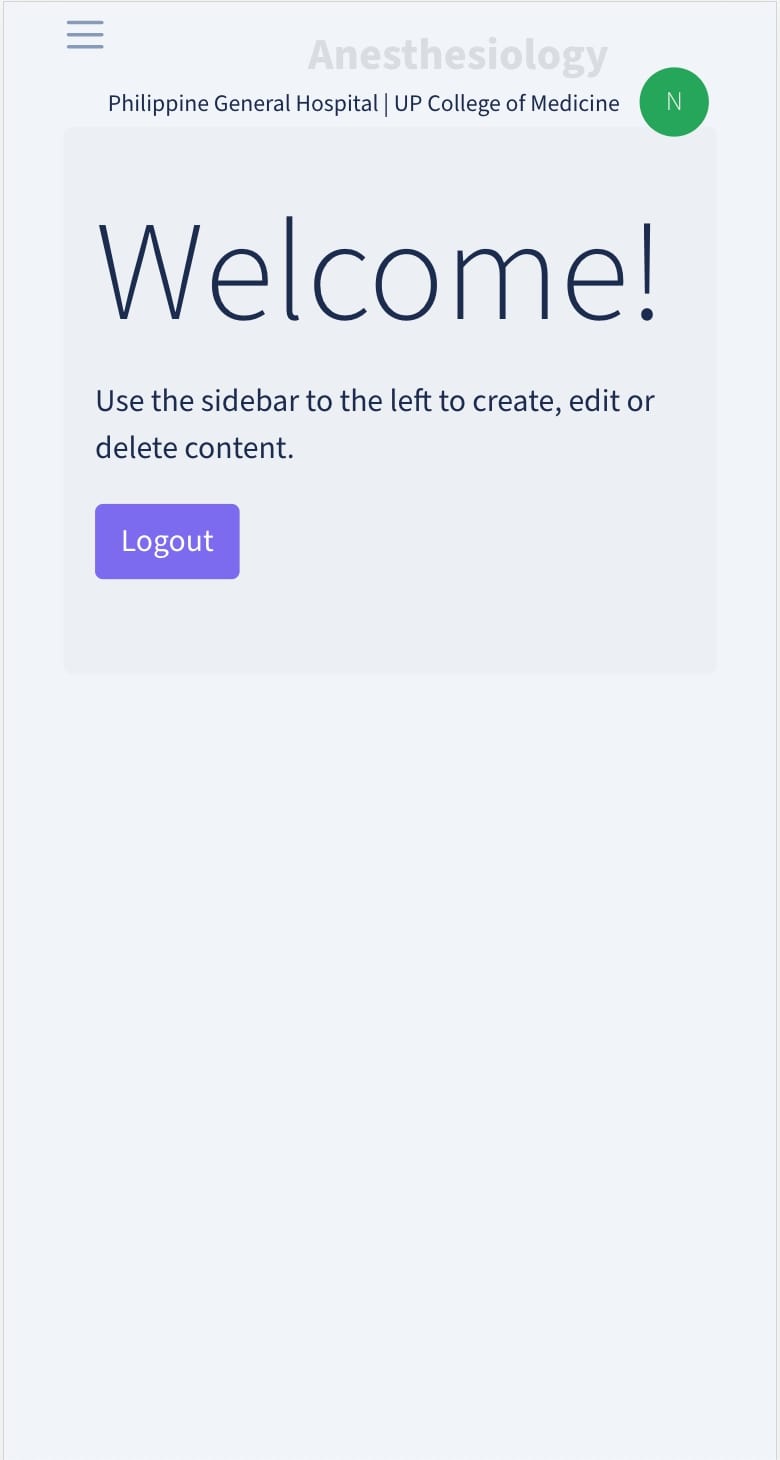 Anesthesiology
Philippine General Hospital | UP College of Medicine
N
Welcome!
Use the sidebar to the left to create, edit or
delete content.
Logout